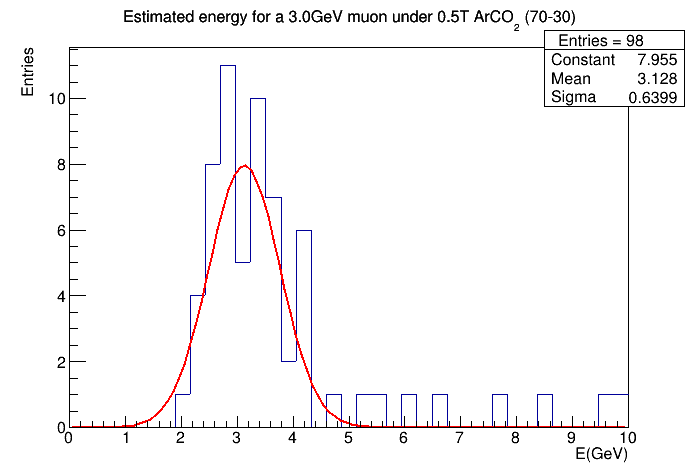 Estimated energy for a 3.0GeV muon under 0.5T ArCO2 (70-30)
Entries = 98
Constant 7.955
Mean 3.128
Sigma 0.6399
Entries
10
8
6
4
2
0
0 1 2 3 4 5 6 7 8 9 10
E(GeV)